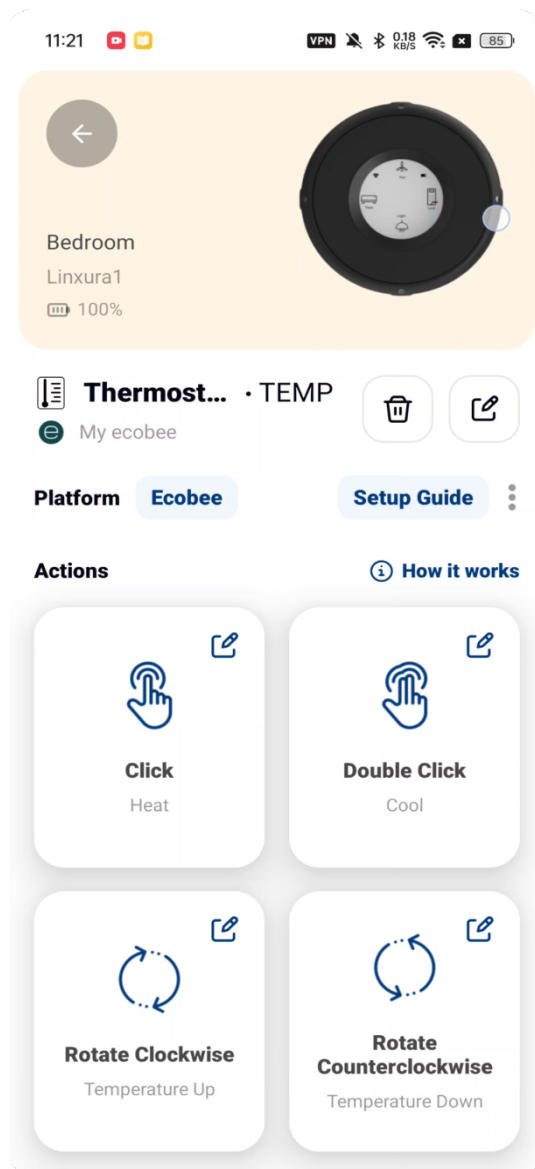 11:21
VPN 0.18 KB/S 85
Bedroom
Linxura1
100%
Thermost... • TEMP
e My ecobee
Platform Ecobee Setup Guide
Actions How it works
Click
Heat
Double Click
Cool
Rotate Clockwise
Temperature Up
Rotate
Counterclockwise
Temperature Down